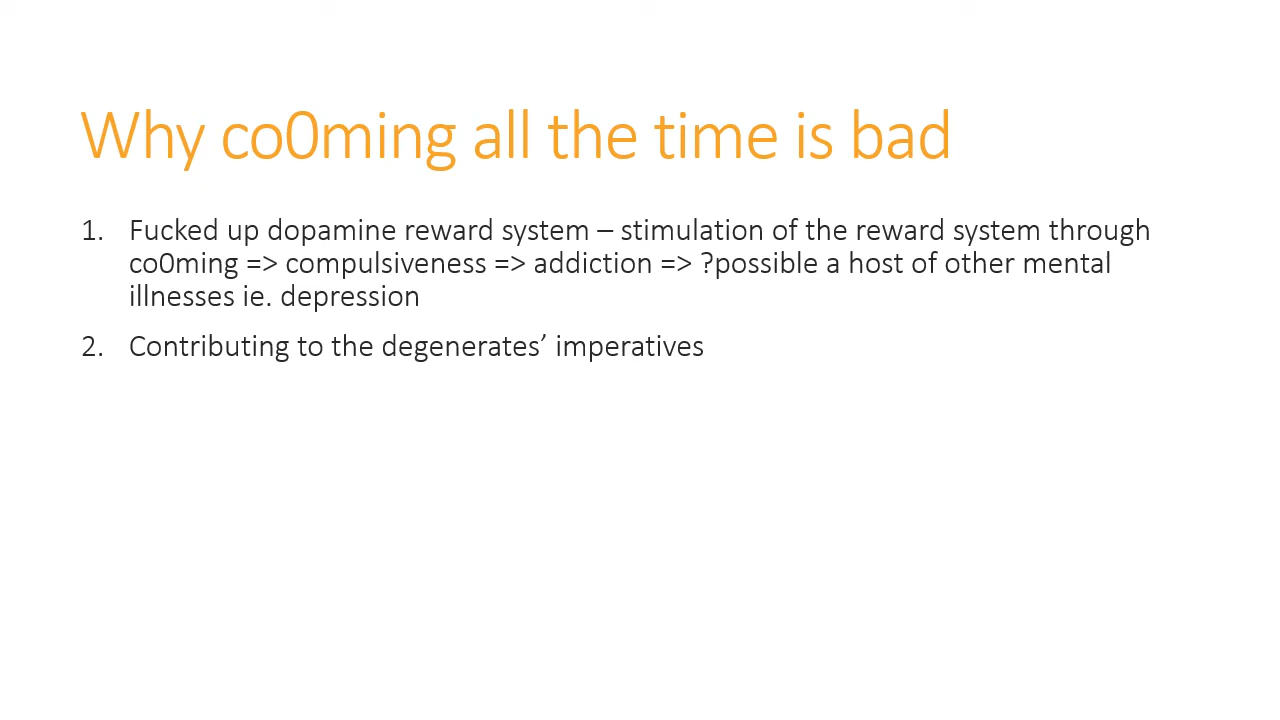 Why co0ming all the time is bad
1. Fucked up dopamine reward system – stimulation of the reward system through
co0ming => compulsiveness => addiction => ?possible a host of other mental
illnesses ie. depression
2. Contributing to the degenerates’ imperatives